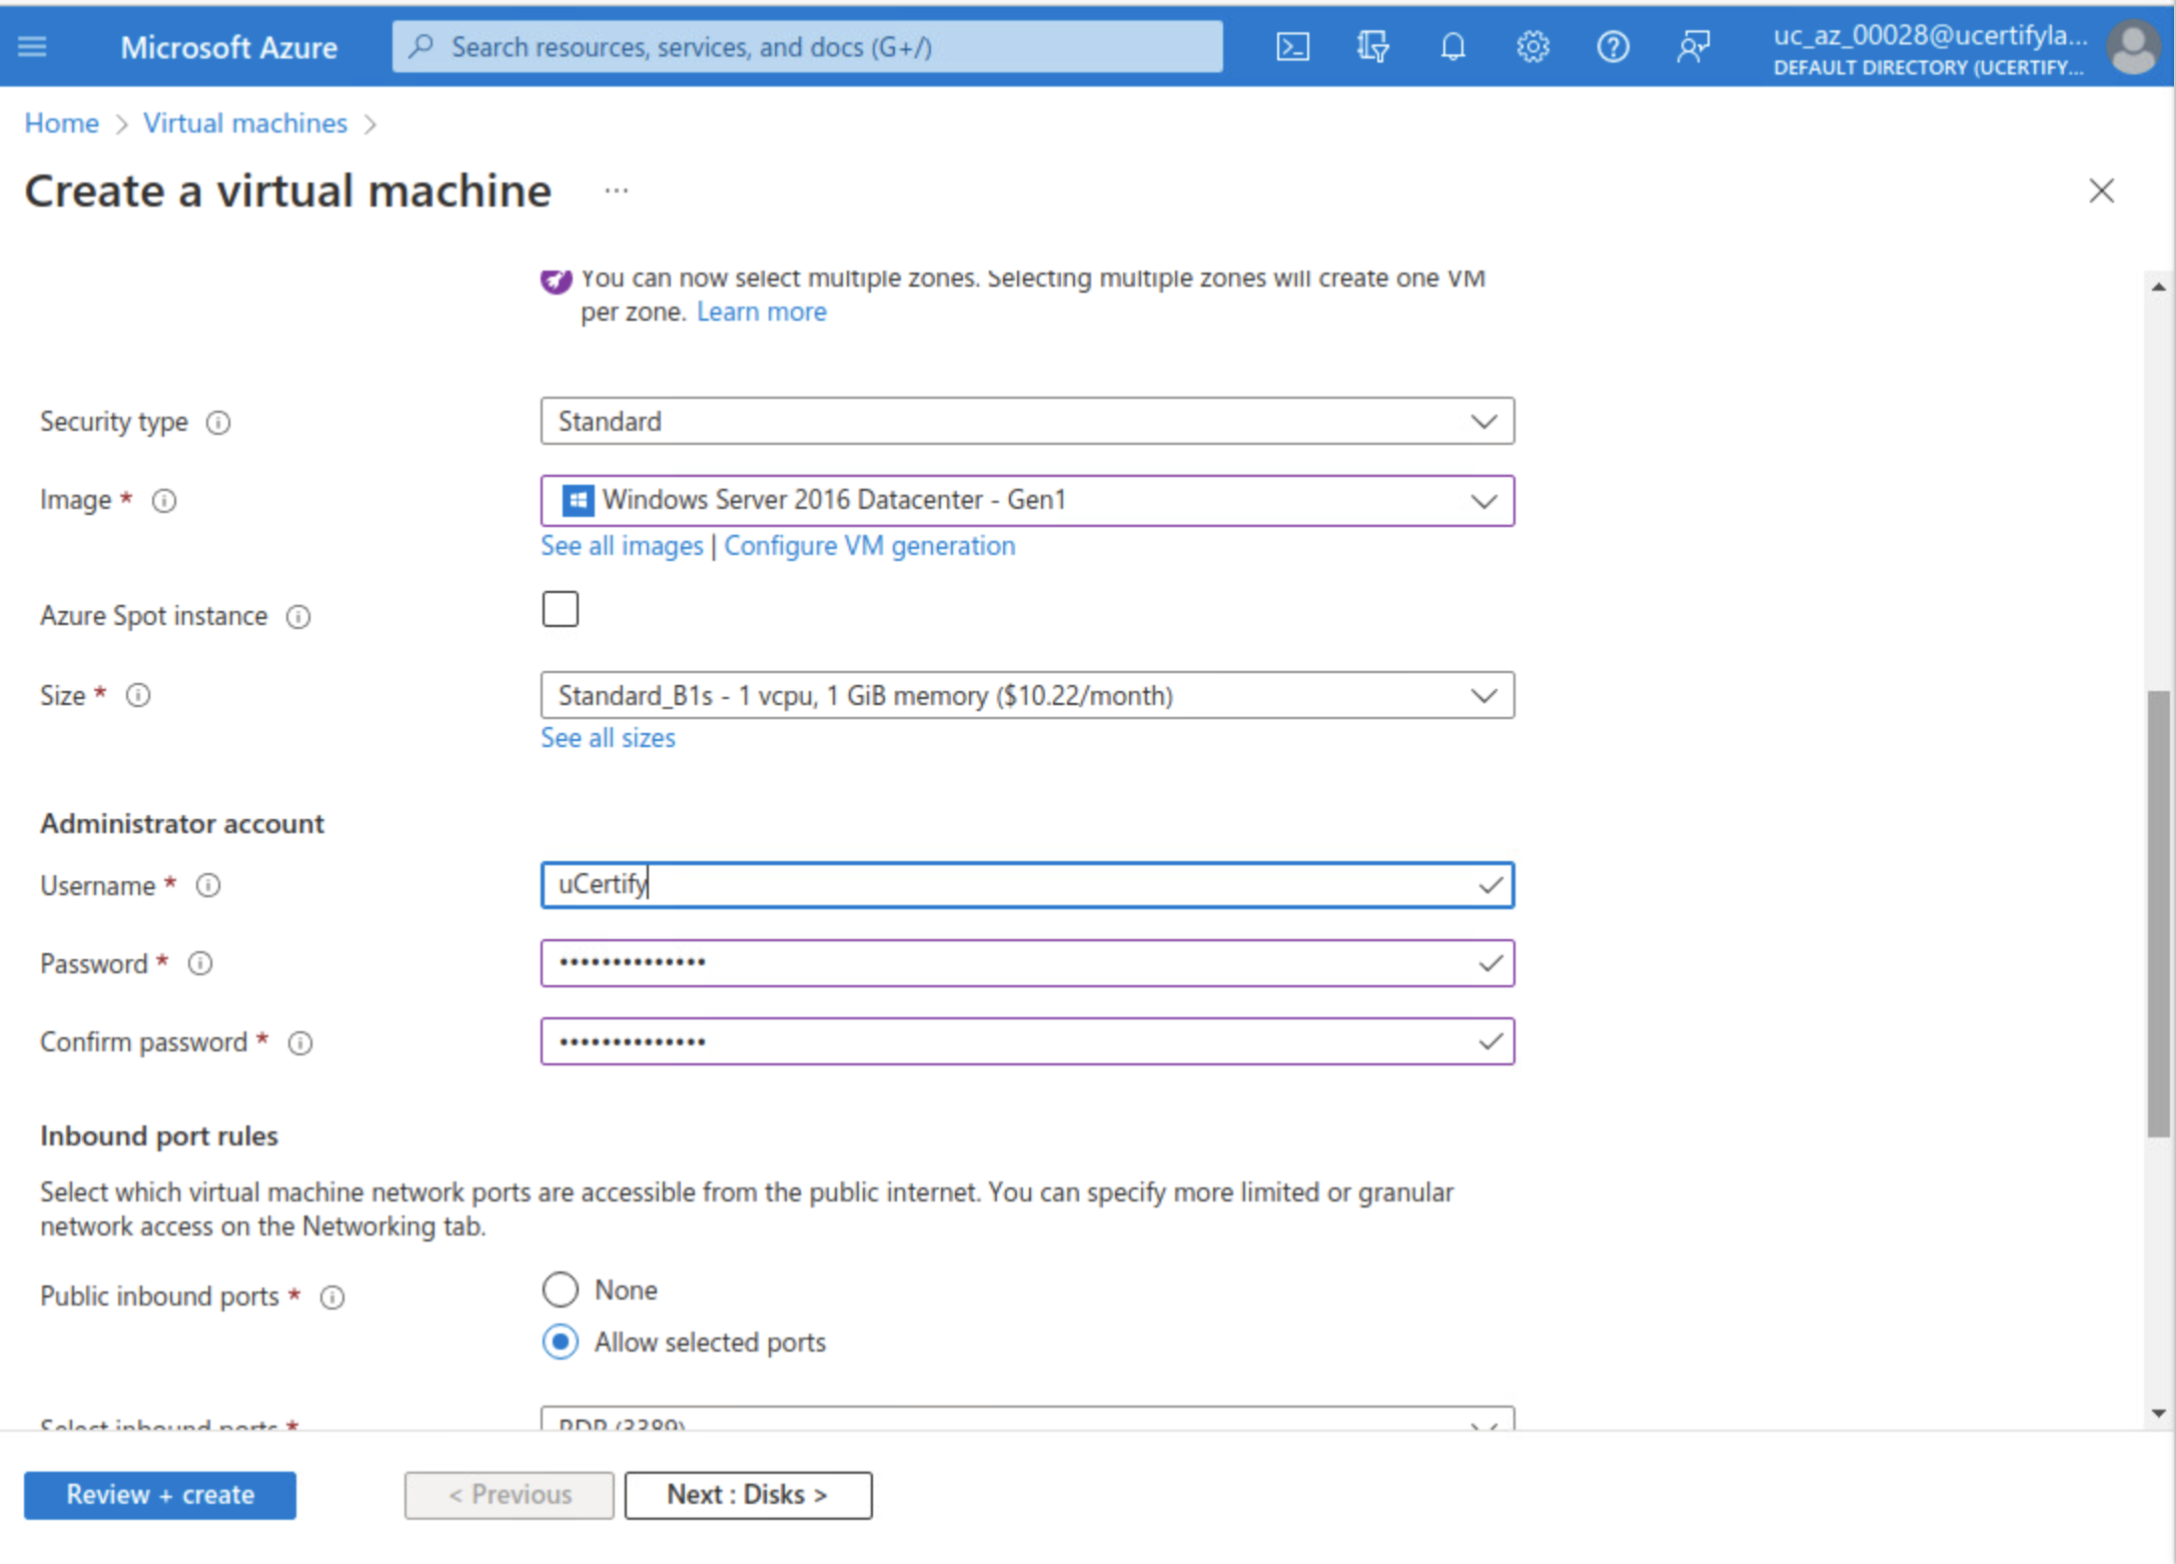 Microsoft Azure
Search resources, services, and docs (G+/)
uc_az_00028@ucertifyla...
DEFAULT DIRECTORY (UCERTIFY...
Home > Virtual machines >
Create a virtual machine ...
You can now select multiple zones. Selecting multiple zones will create one VM
per zone. Learn more
Security type
Standard
Image *
Windows Server 2016 Datacenter - Gen1
See all images | Configure VM generation
Azure Spot instance
Size *
Standard_B1s - 1 vcpu, 1 GiB memory ($10.22/month)
See all sizes
Administrator account
Username *
uCertify
Password *
••••••••••••••
Confirm password *
••••••••••••••
Inbound port rules
Select which virtual machine network ports are accessible from the public internet. You can specify more limited or granular
network access on the Networking tab.
Public inbound ports *
None
Allow selected ports
Select inbound ports *
RDP (3389)
Review + create
< Previous
Next : Disks >